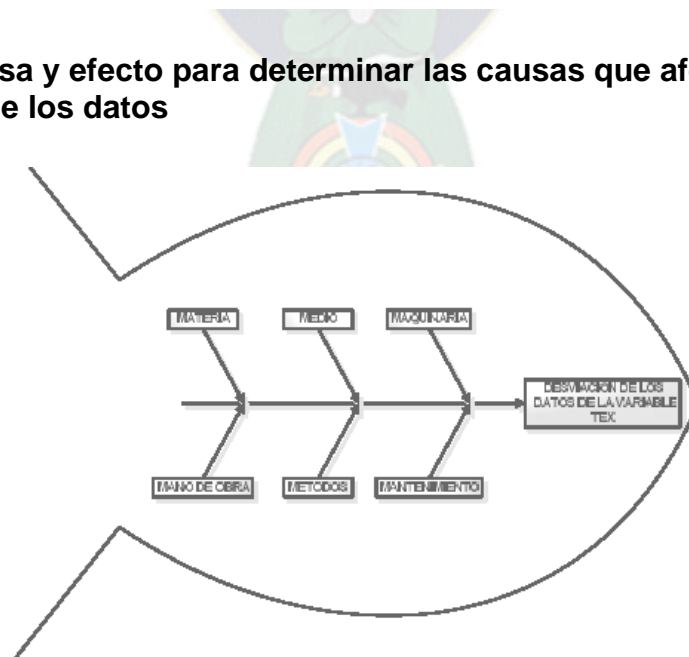 sa y efecto para determinar las causas que af
e los datos
MATERIA
MEDIO
MAQUINARIA
DESVIACION DE LOS
DATOS DE LA VARIABLE
TEX
MANO DE OBRA
METODOS
MANTENIMIENTO